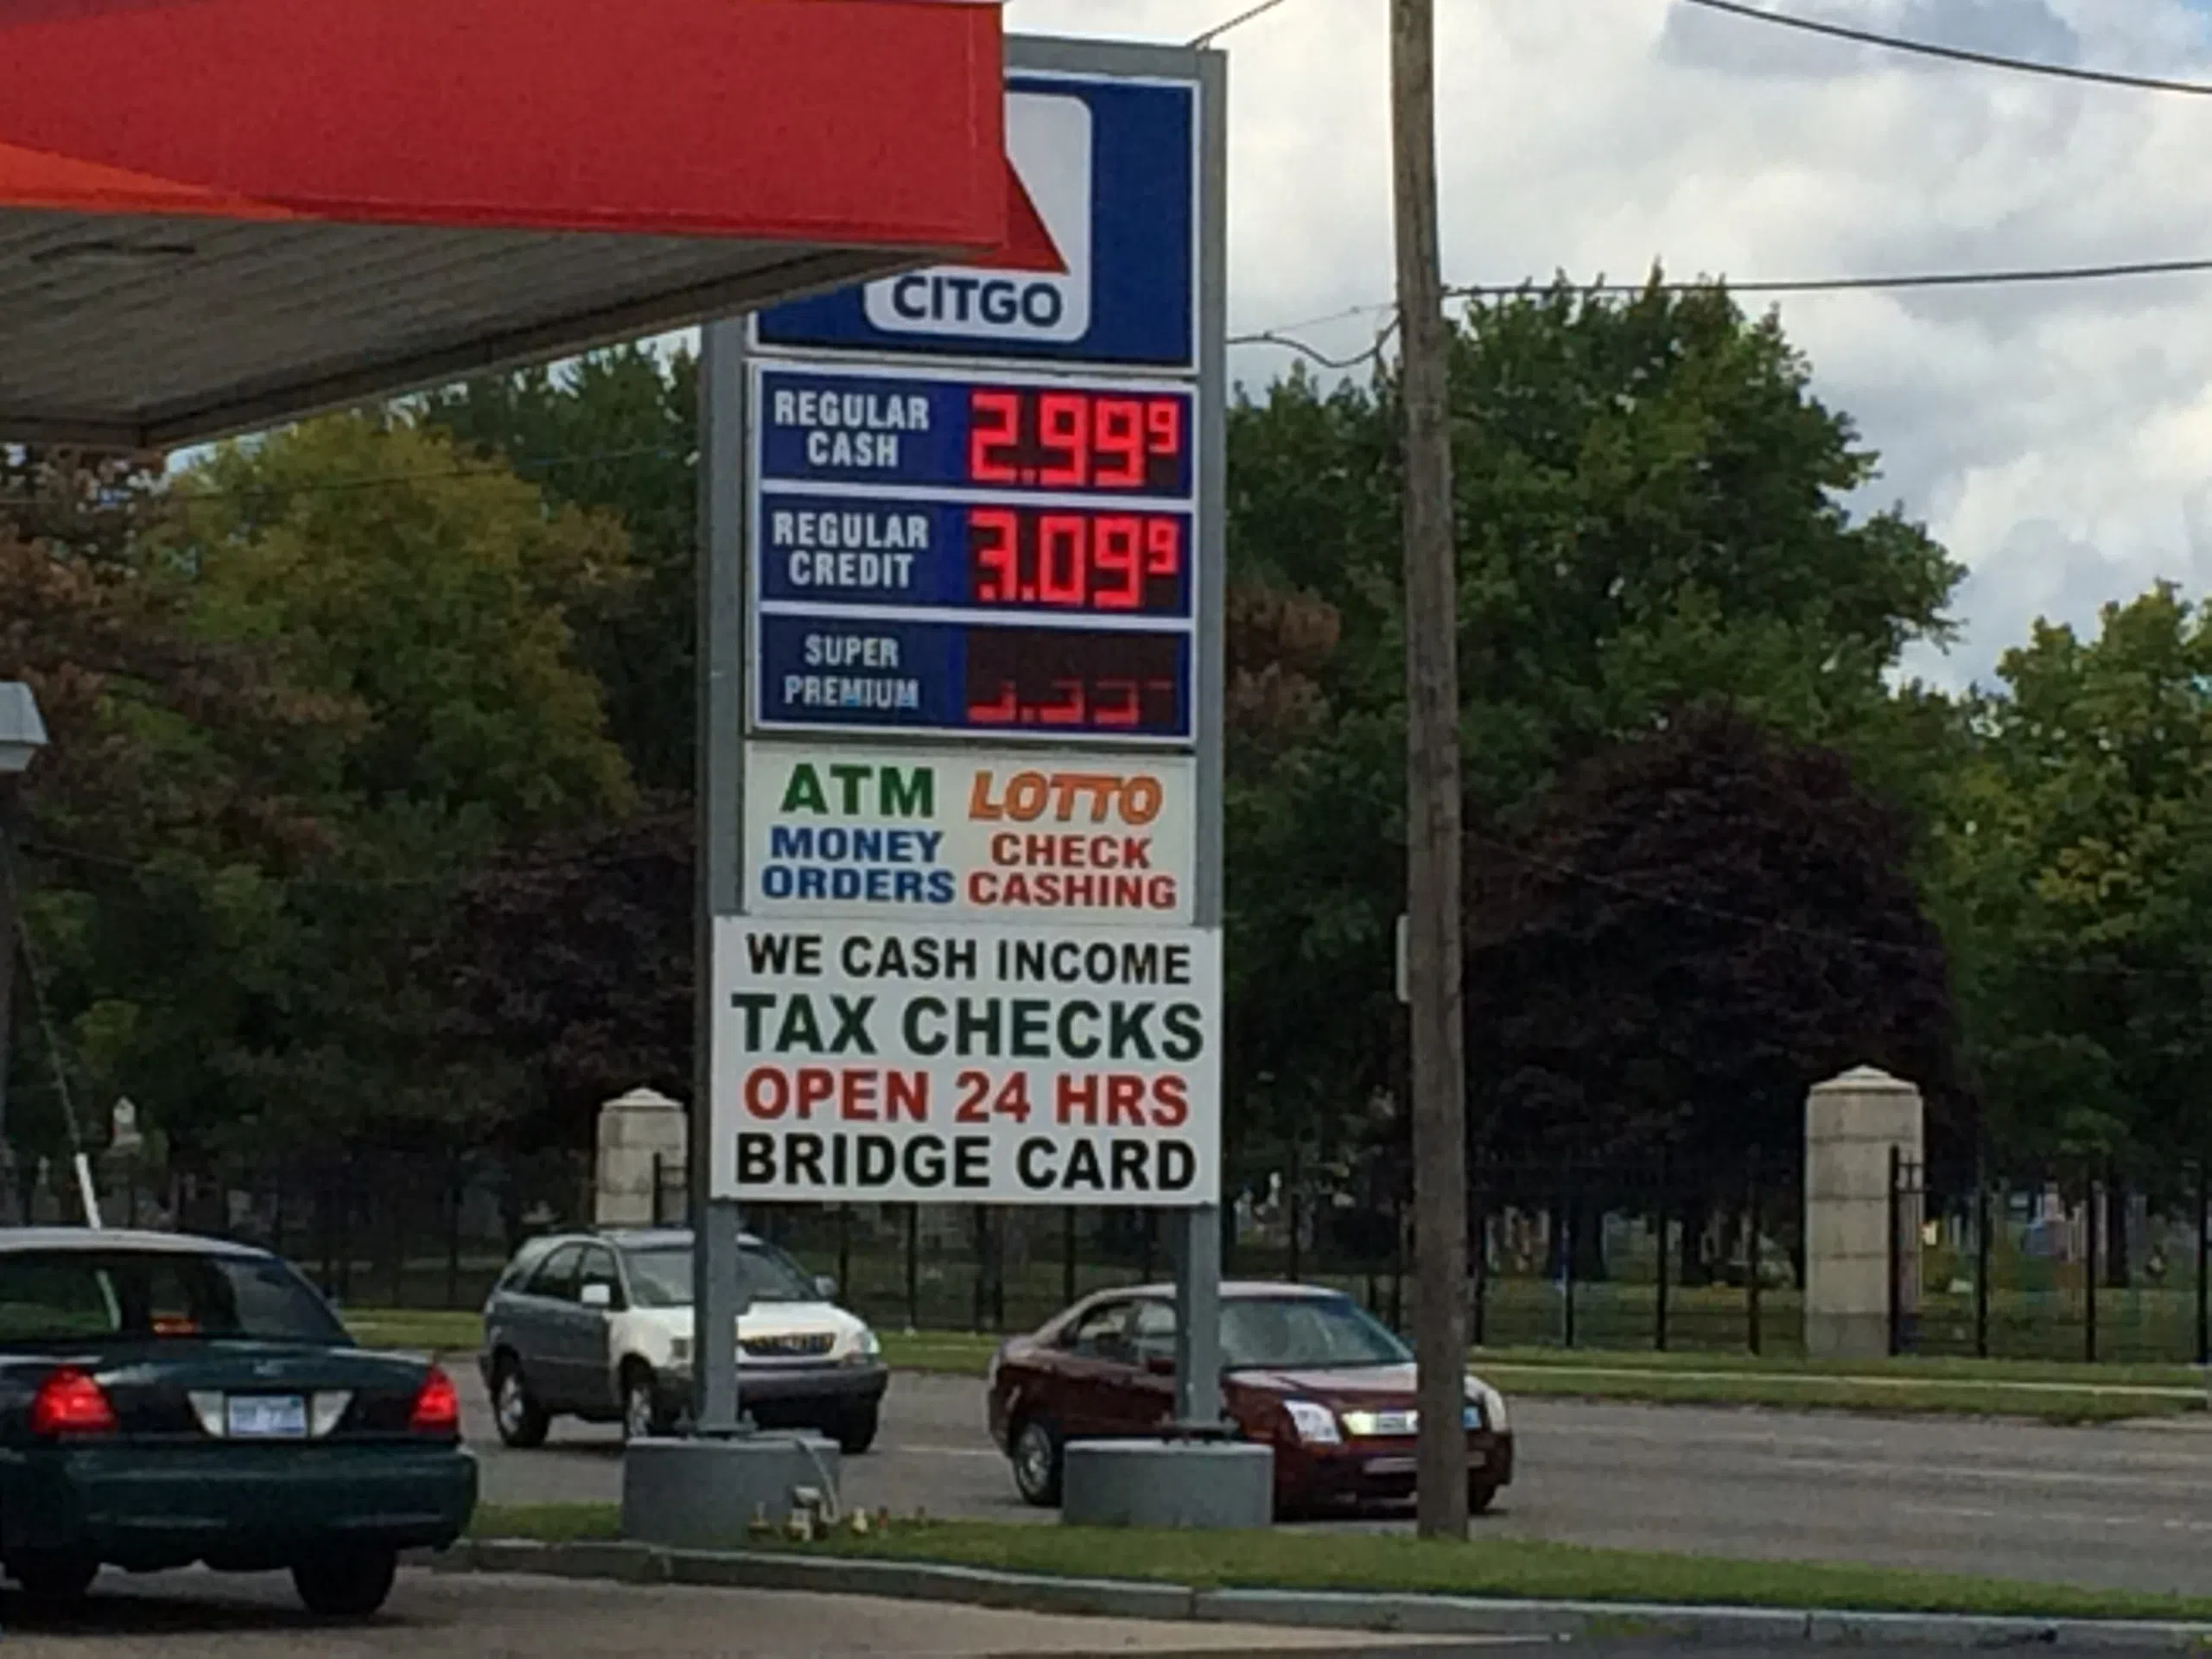 CITGO
REGULAR CASH 2.99 9
REGULAR CREDIT 3.09 9
SUPER PREMIUM
ATM LOTTO
MONEY CHECK
ORDERS CASHING
WE CASH INCOME
TAX CHECKS
OPEN 24 HRS
BRIDGE CARD